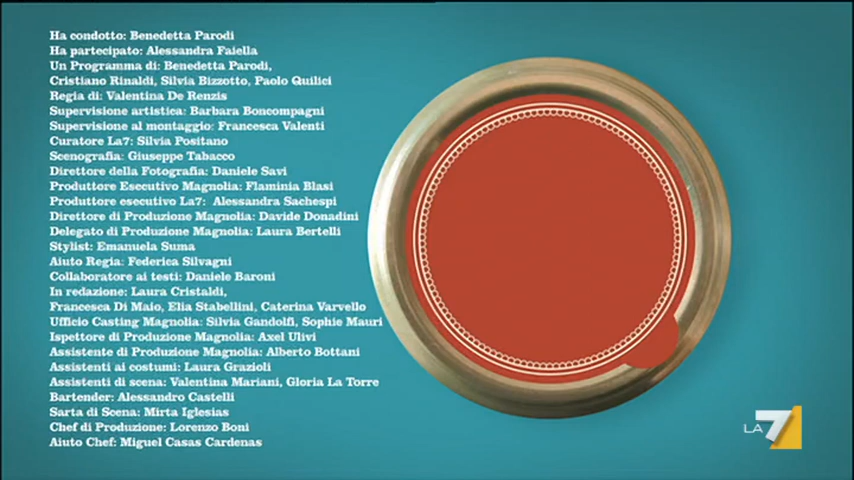 Ha condotto: Benedetta Parodi
Ha partecipato: Alessandra Faiella
Un Programma di: Benedetta Parodi,
Cristiano Rinaldi, Silvia Bizzotto, Paolo Quilici
Regia di: Valentina De Renzis
Supervisione artistica: Barbara Boncompagni
Supervisione al montaggio: Francesca Valenti
Curatore La7: Silvia Positano
Scenografia: Giuseppe Tabacco
Direttore della Fotografia: Daniele Savi
Produttore Esecutivo Magnolia: Flaminia Blasi
Produttore esecutivo La7: Alessandra Sachespi
Direttore di Produzione Magnolia: Davide Donadini
Delegato di Produzione Magnolia: Laura Bertelli
Stylist: Emanuela Suma
Aiuto Regia: Federica Silvagni
Collaboratore ai testi: Daniele Baroni
In redazione: Laura Cristaldi,
Francesca Di Maio, Elia Stabellini, Caterina Varvello
Ufficio Casting Magnolia: Silvia Gandolfi, Sophie Mauri
Ispettore di Produzione Magnolia: Axel Ulivi
Assistente di Produzione Magnolia: Alberto Bottani
Assistenti ai costumi: Laura Grazioli
Assistenti di scena: Valentina Mariani, Gloria La Torre
Bartender: Alessandro Castelli
Sarta di Scena: Mirta Iglesias
Chef di Produzione: Lorenzo Boni
Aiuto Chef: Miguel Casas Cardenas
LA7